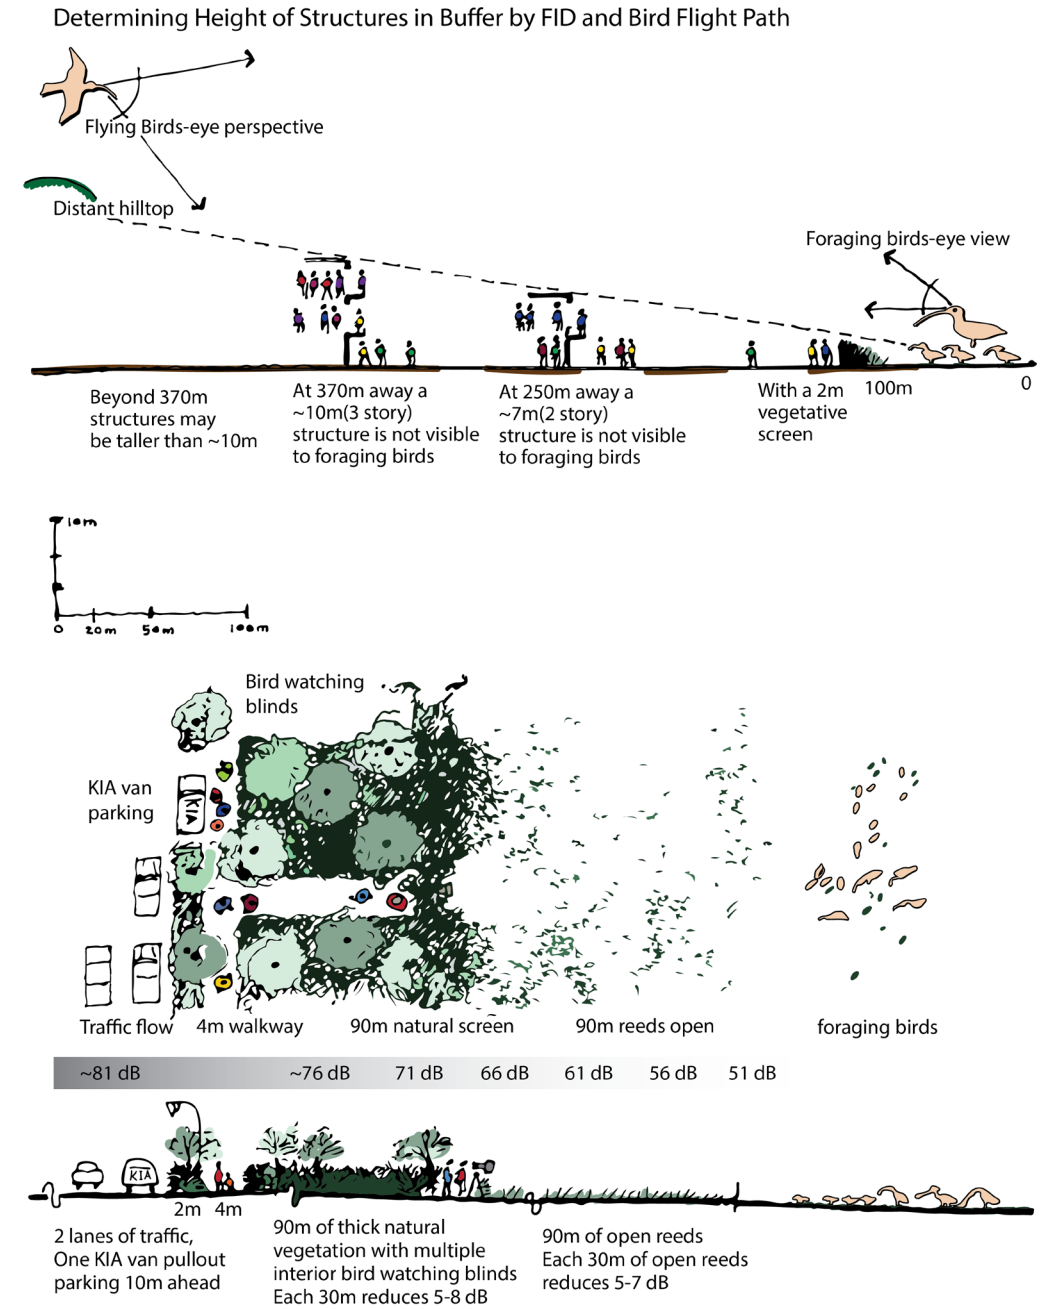 Determining Height of Structures in Buffer by FID and Bird Flight Path
Flying Birds-eye perspective
Distant hilltop
Foraging birds-eye view
Beyond 370m
structures may
be taller than ~10m
At 370m away a
~10m(3 story)
structure is not visible
to foraging birds
At 250m away a
~7m(2 story)
structure is not visible
to foraging birds
With a 2m
vegetative
screen
100m
0
10m
0 20m 50m 100m
Bird watching
blinds
KIA van
parking
KIA
Traffic flow
4m walkway
90m natural screen
90m reeds open
foraging birds
~81 dB ~76 dB 71 dB 66 dB 61 dB 56 dB 51 dB
KIA
2m 4m
2 lanes of traffic,
One KIA van pullout
parking 10m ahead
90m of thick natural
vegetation with multiple
interior bird watching blinds
Each 30m reduces 5-8 dB
90m of open reeds
Each 30m of open reeds
reduces 5-7 dB